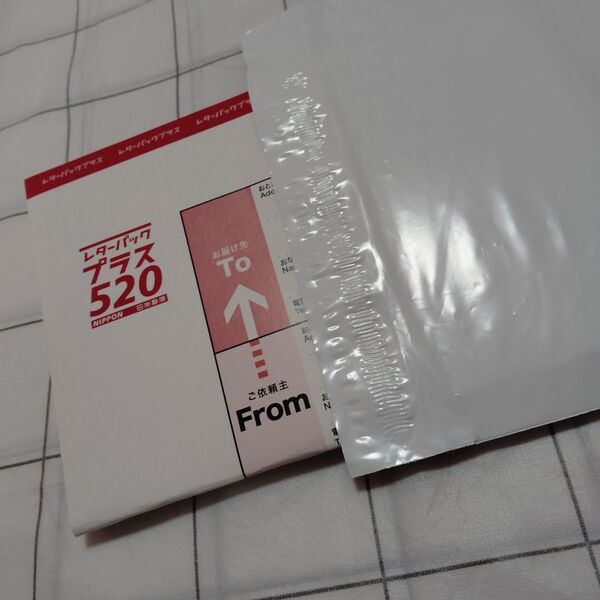 レターパックプラス レターパックプラス レターパックプラス
レターパック
プラス
520
NIPPON 日本郵便
お届け先
To
ご依頼主
From
Na